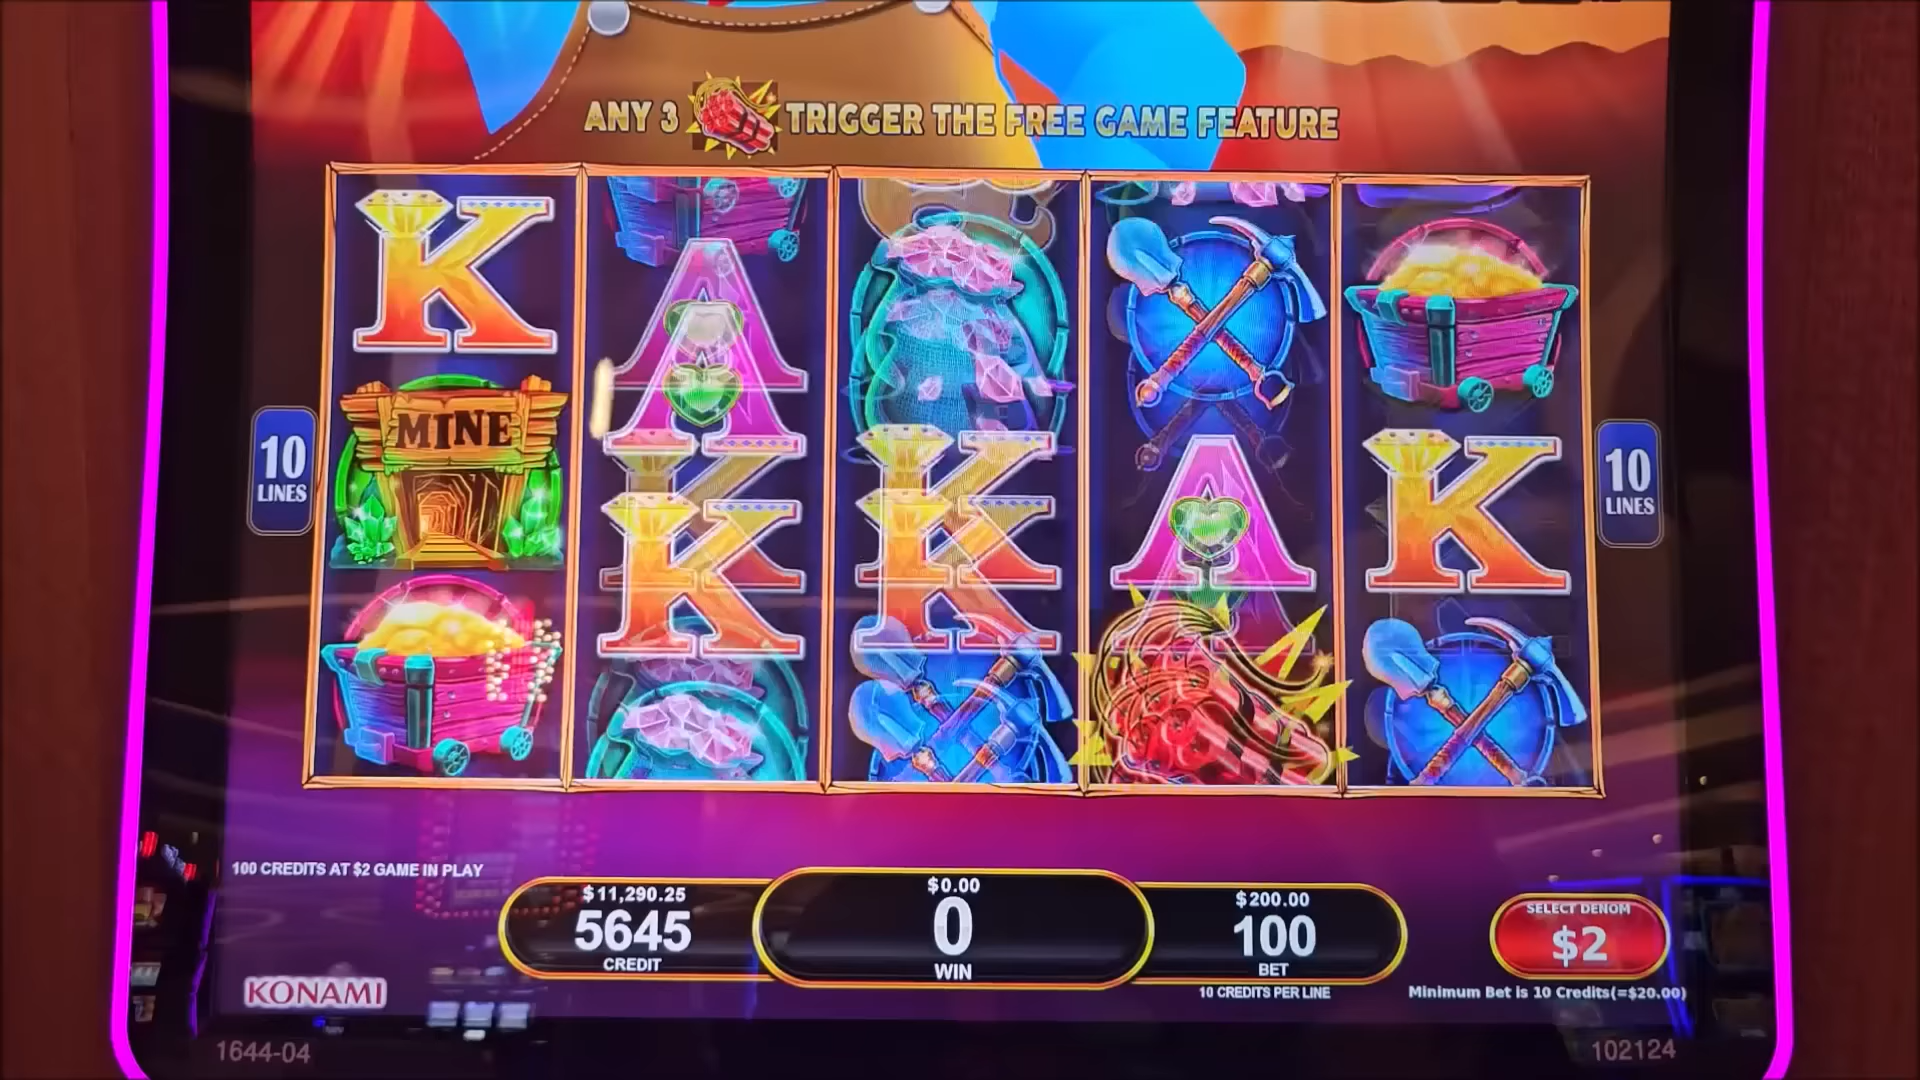 ANY 3 TRIGGER THE FREE GAME FEATURE
K
A
MINE
K
K
K
A
K
K
10
LINES
10
LINES
100 CREDITS AT $2 GAME IN PLAY
$11,290.25
5645
CREDIT
$0.00
0
WIN
$200.00
100
BET
10 CREDITS PER LINE
SELECT DENOM
$2
Minimum Bet is 10 Credits(=$20.00)
KONAMI
1644-04
102124